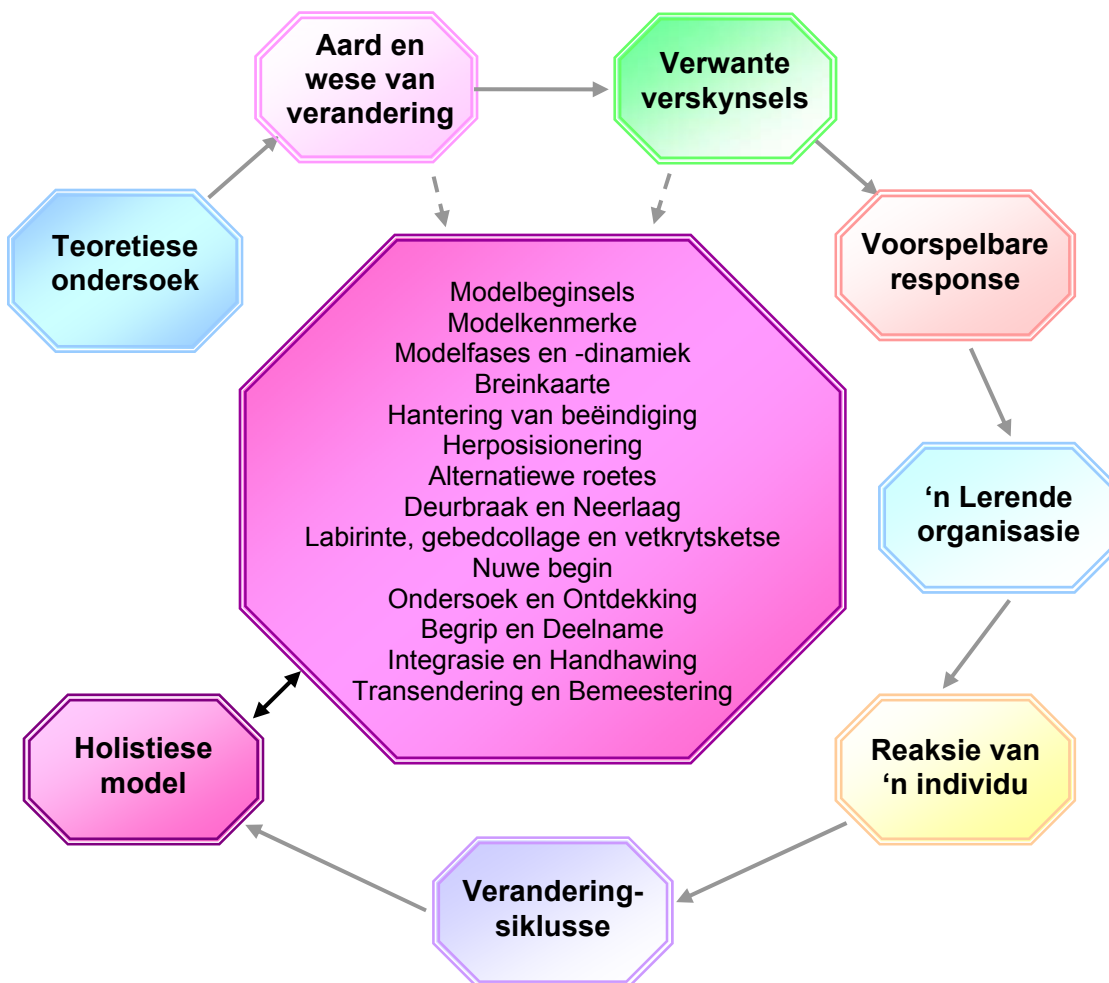 Aard en
wese van
verandering
Verwante
verskynsels
Teoretiese
ondersoek
Voorspelbare
response
Modelbeginsels
Modelkenmerke
Modelfases en -dinamiek
Breinkaarte
Hantering van beëindiging
Herposisionering
Alternatiewe roetes
Deurbraak en Neerlaag
Labirinte, gebedcollage en vetkrytsketse
Nuwe begin
Ondersoek en Ontdekking
Begrip en Deelname
Integrasie en Handhawing
Transendering en Bemeestering
‘n Lerende
organisasie
Reaksie van
‘n individu
Verandering-
siklusse
Holistiese
model